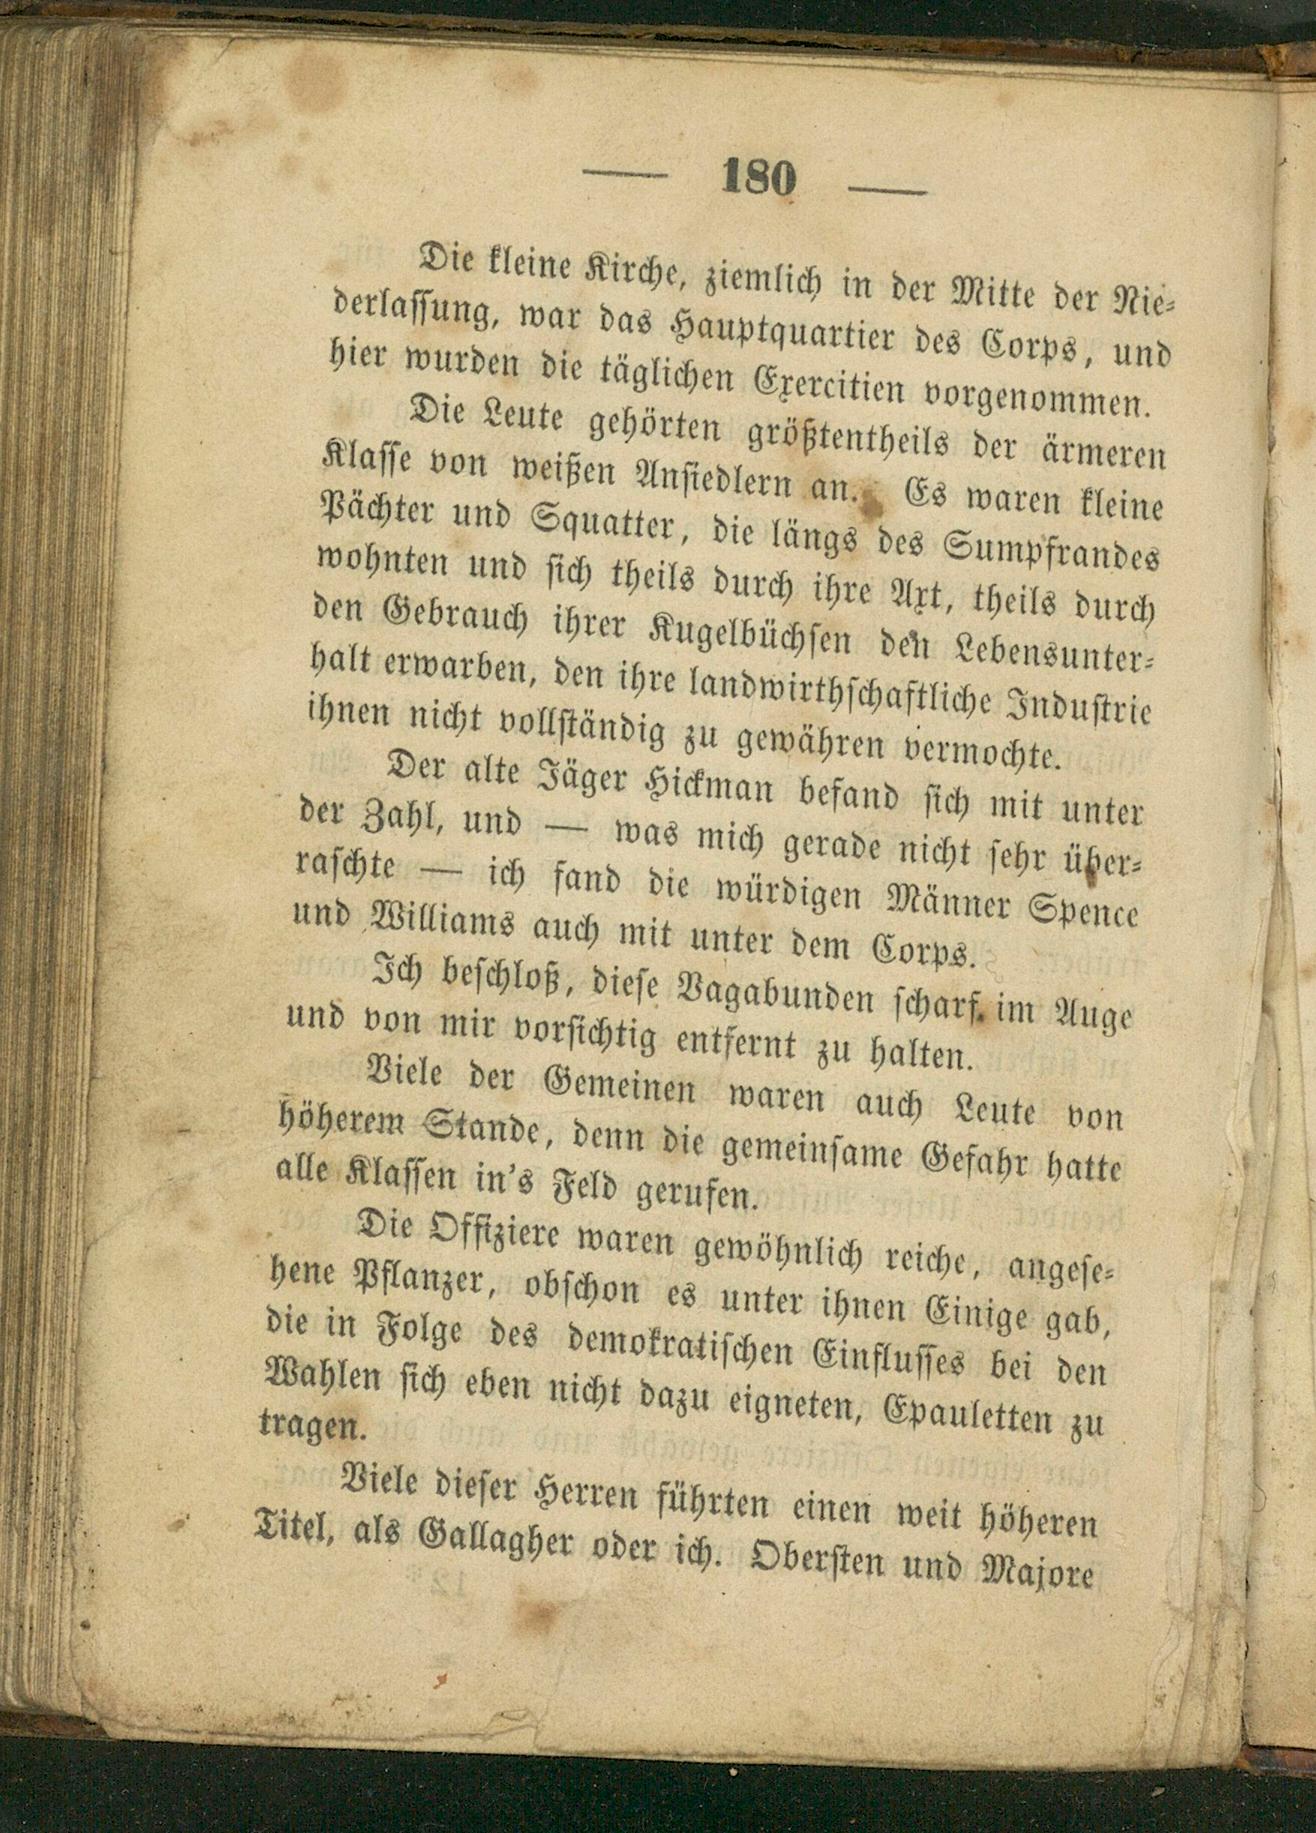 — 180 —
Die kleine Kirche, ziemlich in der Mitte der Nie-
derlassung, war das Hauptquartier des Corps, und
hier wurden die täglichen Exercitien vorgenommen.
Die Leute gehörten größtentheils der ärmeren
Klasse von weißen Ansiedlern an. Es waren kleine
Pächter und Squatter, die längs des Sumpfrandes
wohnten und sich theils durch ihre Axt, theils durch
den Gebrauch ihrer Kugelbüchsen den Lebensunter-
halt erwarben, den ihre landwirthschaftliche Industrie
ihnen nicht vollständig zu gewähren vermochte.
Der alte Jäger Hickman befand sich mit unter
der Zahl, und — was mich gerade nicht sehr über-
raschte — ich fand die würdigen Männer Spence
und Williams auch mit unter dem Corps.
Ich beschloß, diese Vagabunden scharf im Auge
und von mir vorsichtig entfernt zu halten.
Viele der Gemeinen waren auch Leute von
höherem Stande, denn die gemeinsame Gefahr hatte
alle Klassen in's Feld gerufen.
Die Offiziere waren gewöhnlich reiche, angese-
hene Pflanzer, obschon es unter ihnen Einige gab,
die in Folge des demokratischen Einflusses bei den
Wahlen sich eben nicht dazu eigneten, Epauletten zu
tragen.
Viele dieser Herren führten einen weit höheren
Titel, als Gallagher oder ich. Obersten und Majore